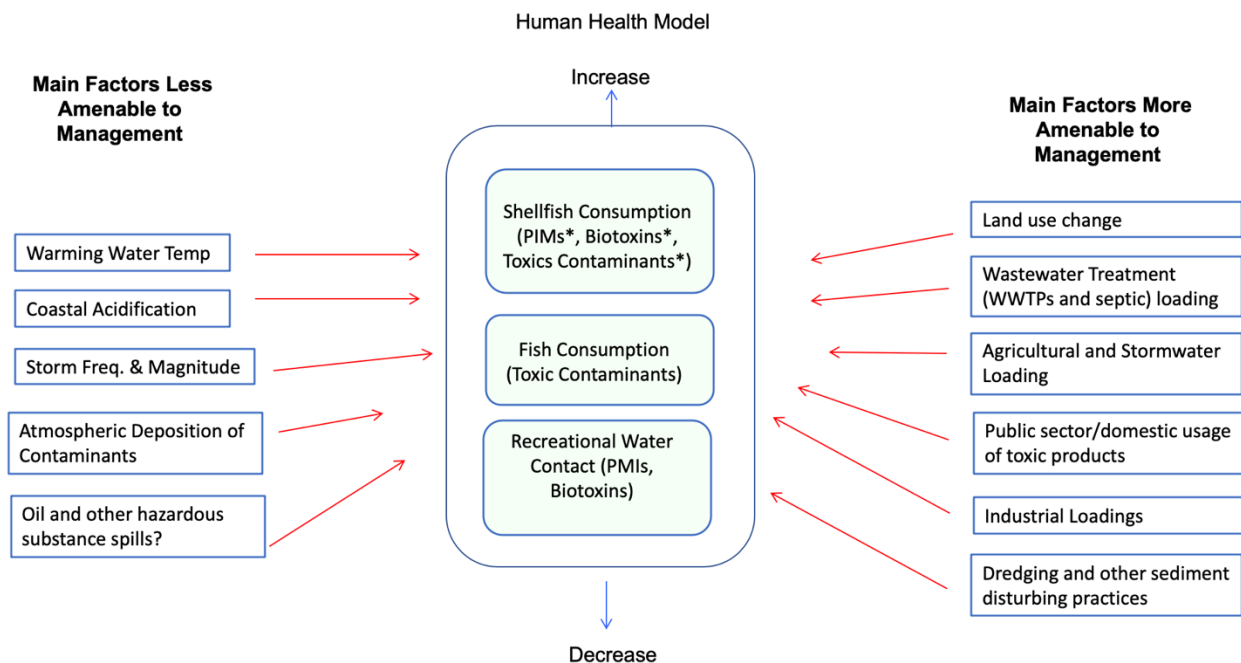 Human Health Model
Increase
Main Factors Less
Amenable to
Management
Warming Water Temp
Coastal Acidification
Storm Freq. & Magnitude
Atmospheric Deposition of
Contaminants
Oil and other hazardous
substance spills?
Shellfish Consumption
(PIMs*, Biotoxins*,
Toxics Contaminants*)
Fish Consumption
(Toxic Contaminants)
Recreational Water
Contact (PMIs,
Biotoxins)
Main Factors More
Amenable to
Management
Land use change
Wastewater Treatment
(WWTPs and septic) loading
Agricultural and Stormwater
Loading
Public sector/domestic usage
of toxic products
Industrial Loadings
Dredging and other sediment
disturbing practices
Decrease